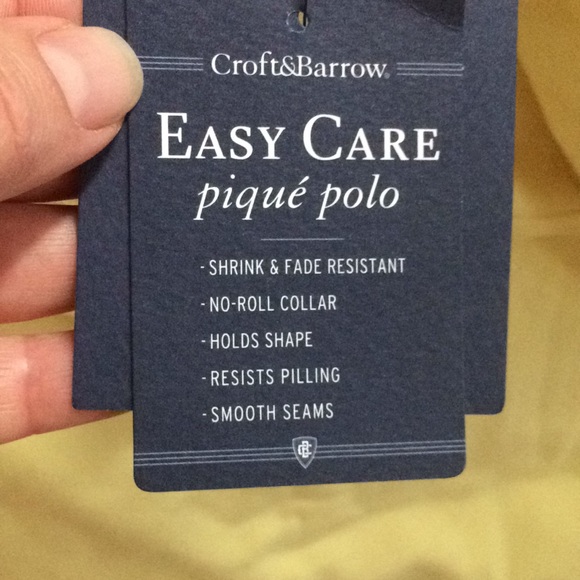 Croft&Barrow®
EASY CARE
piqué polo
- SHRINK & FADE RESISTANT
- NO-ROLL COLLAR
- HOLDS SHAPE
- RESISTS PILLING
- SMOOTH SEAMS